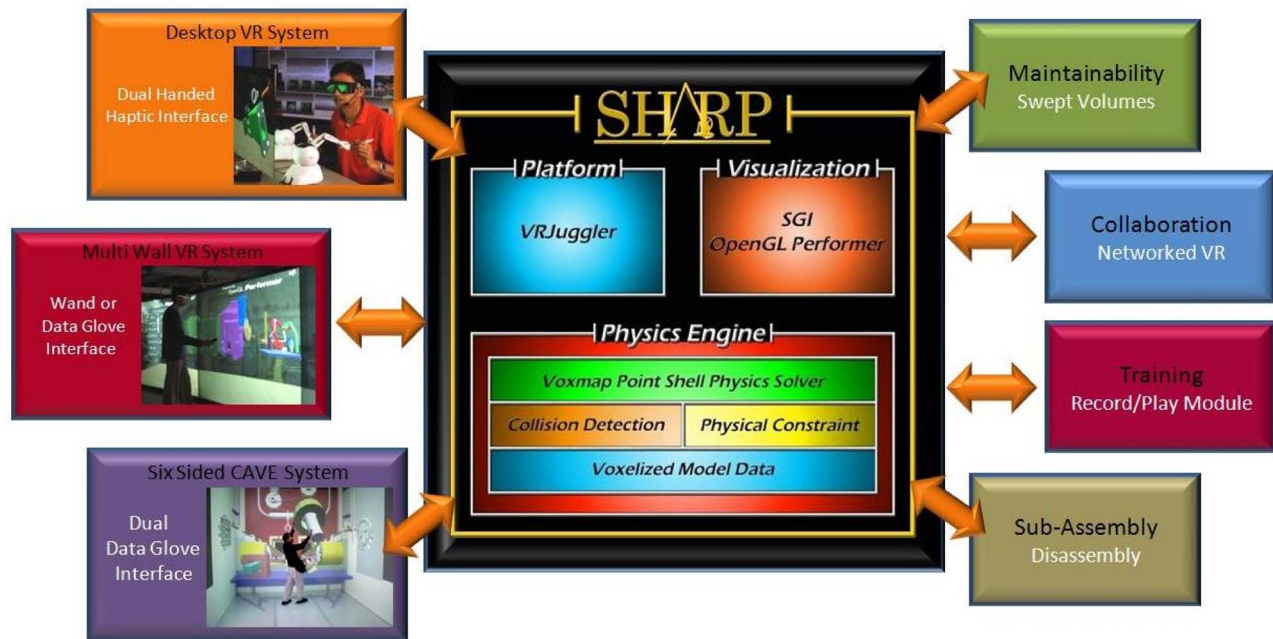 Desktop VR System
Dual Handed
Haptic Interface
Multi Wall VR System
Wand or
Data Glove
Interface
Six Sided CAVE System
Dual
Data Glove
Interface
SHARP
Platform
VRJuggler
Visualization
SGI
OpenGL Performer
Physics Engine
Voxmap Point Shell Physics Solver
Collision Detection
Physical Constraint
Voxelized Model Data
Maintainability
Swept Volumes
Collaboration
Networked VR
Training
Record/Play Module
Sub-Assembly
Disassembly